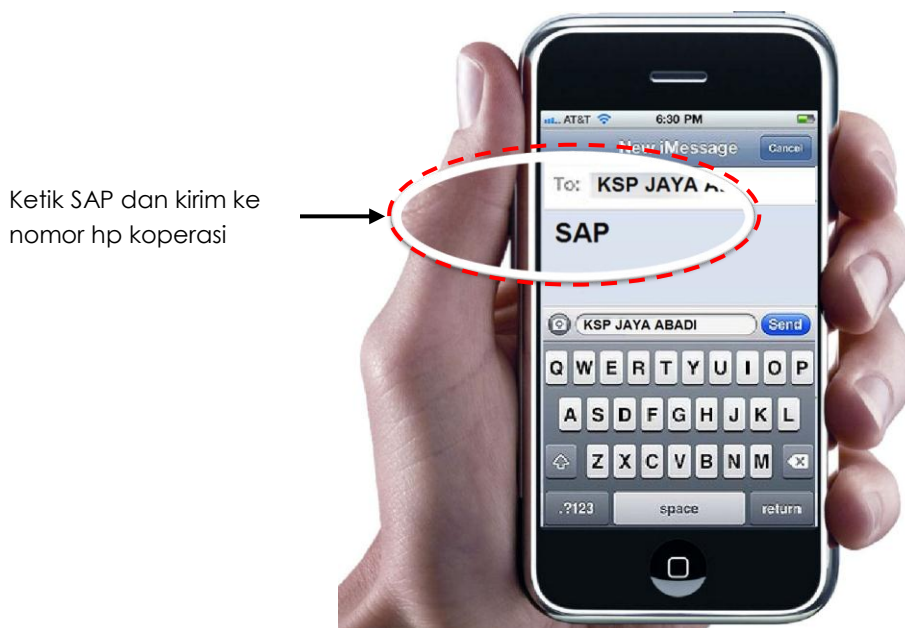 AT&T 6:30 PM
New iMessage Cancel
To: KSP JAYA A
Ketik SAP dan kirim ke
nomor hp koperasi
SAP
KSP JAYA ABADI Send
Q W E R T Y U I O P
A S D F G H J K L
Z X C V B N M
.?123 space return